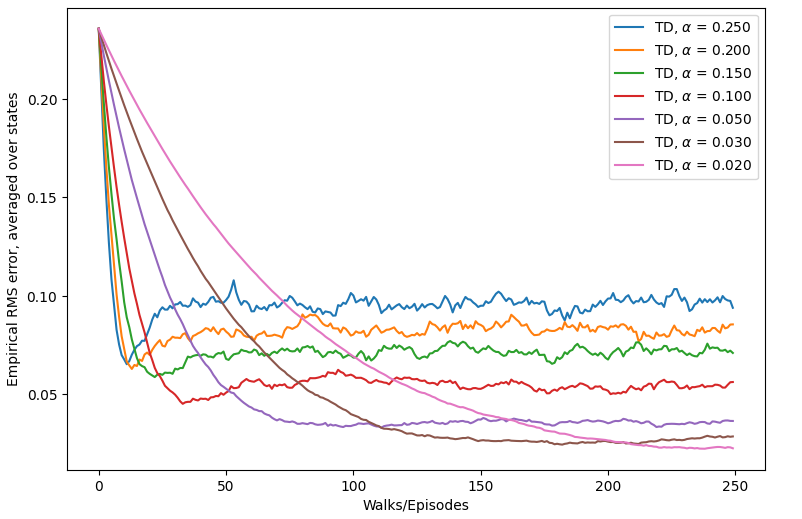 Empirical RMS error, averaged over states
0.20
0.15
0.10
0.05
0 50 100 150 200 250
Walks/Episodes
TD, α = 0.250
TD, α = 0.200
TD, α = 0.150
TD, α = 0.100
TD, α = 0.050
TD, α = 0.030
TD, α = 0.020